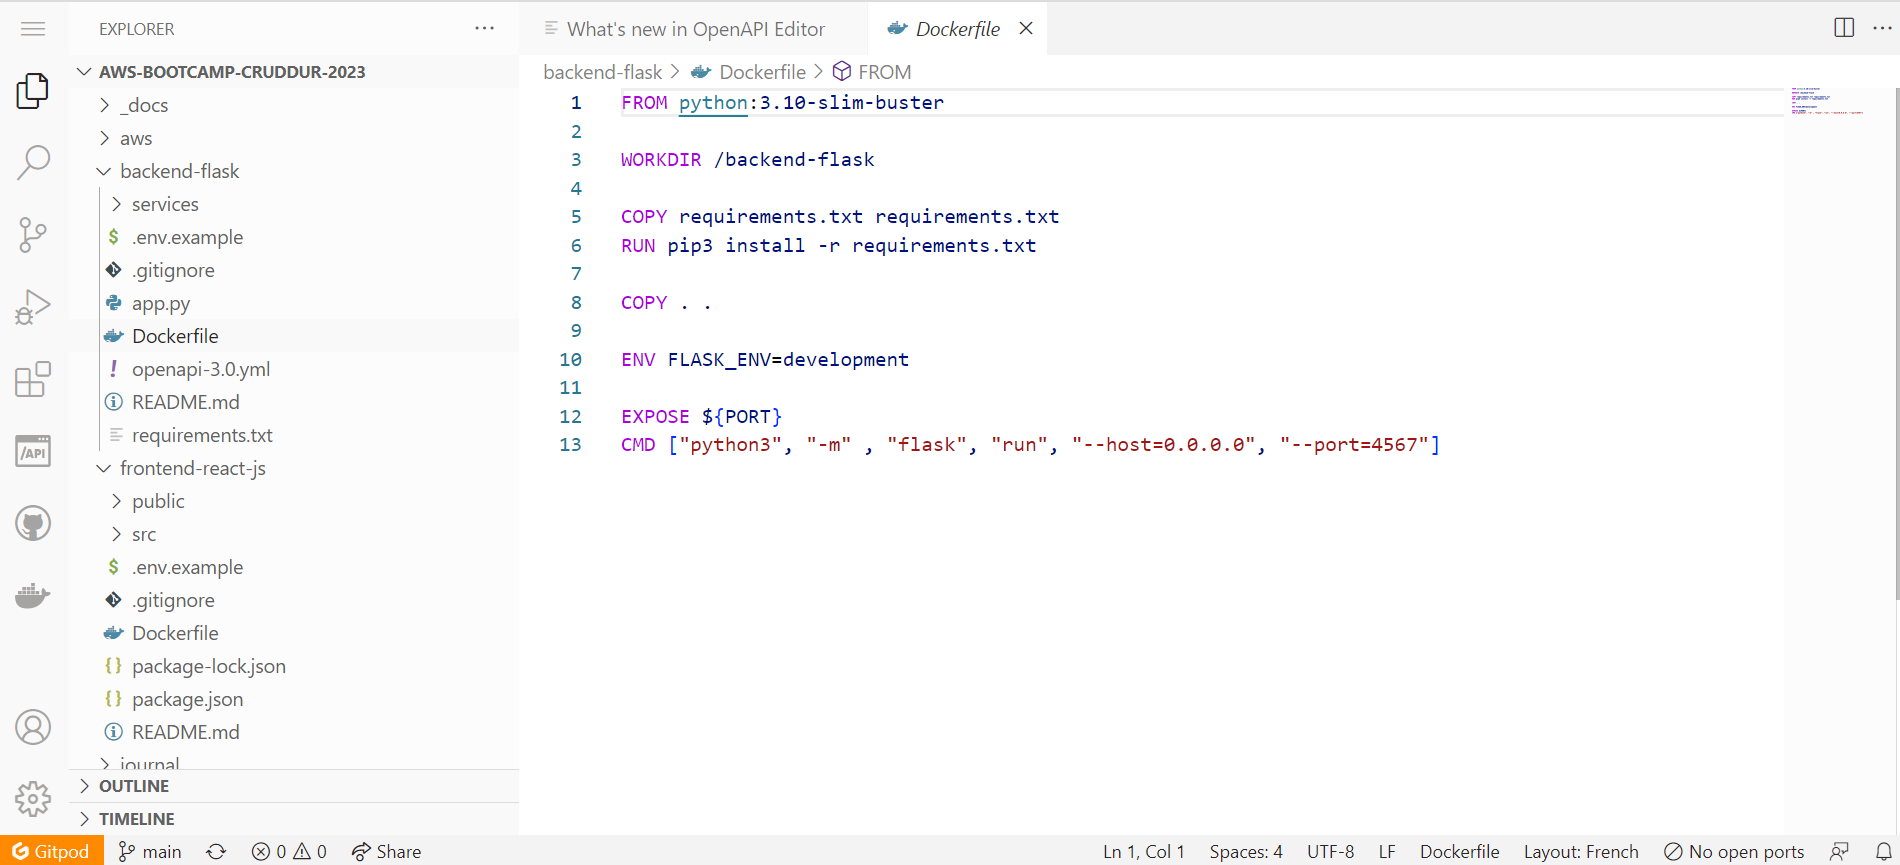 EXPLORER
AWS-BOOTCAMP-CRUDDUR-2023
_docs
aws
backend-flask
services
.env.example
.gitignore
app.py
Dockerfile
openapi-3.0.yml
README.md
requirements.txt
frontend-react-js
public
src
.env.example
.gitignore
Dockerfile
package-lock.json
package.json
README.md
journal
OUTLINE
TIMELINE
/API
What's new in OpenAPI Editor
Dockerfile
backend-flask > Dockerfile > FROM
1 FROM python:3.10-slim-buster
2
3 WORKDIR /backend-flask
4
5 COPY requirements.txt requirements.txt
6 RUN pip3 install -r requirements.txt
7
8 COPY . .
9
10 ENV FLASK_ENV=development
11
12 EXPOSE ${PORT}
13 CMD ["python3", "-m" , "flask", "run", "--host=0.0.0.0", "--port=4567"]
Gitpod main 0 0 Share Ln 1, Col 1 Spaces: 4 UTF-8 LF Dockerfile Layout: French No open ports